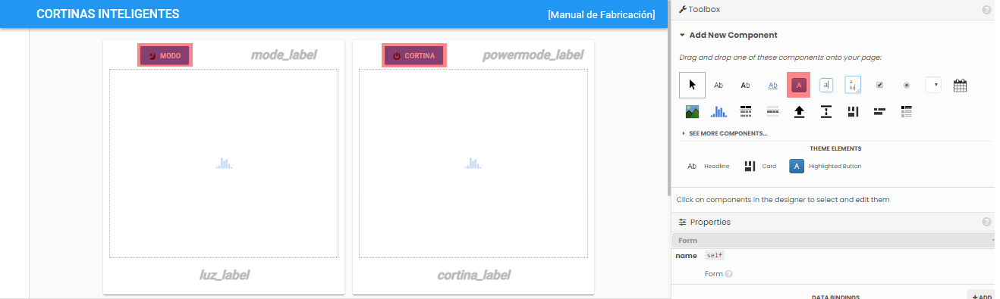 CORTINAS INTELIGENTES
[Manual de Fabricación]
MODO
mode_label
CORTINA
powermode_label
luz_label
cortina_label
Toolbox
Add New Component
Drag and drop one of these components onto your page:
Ab
Ab
Ab
A
a
a
bc
SEE MORE COMPONENTS...
THEME ELEMENTS
Ab Headline
Card
A Highlighted Button
Click on components in the designer to select and edit them
Properties
Form
name self
Form
DATA BINDINGS
+ ADD